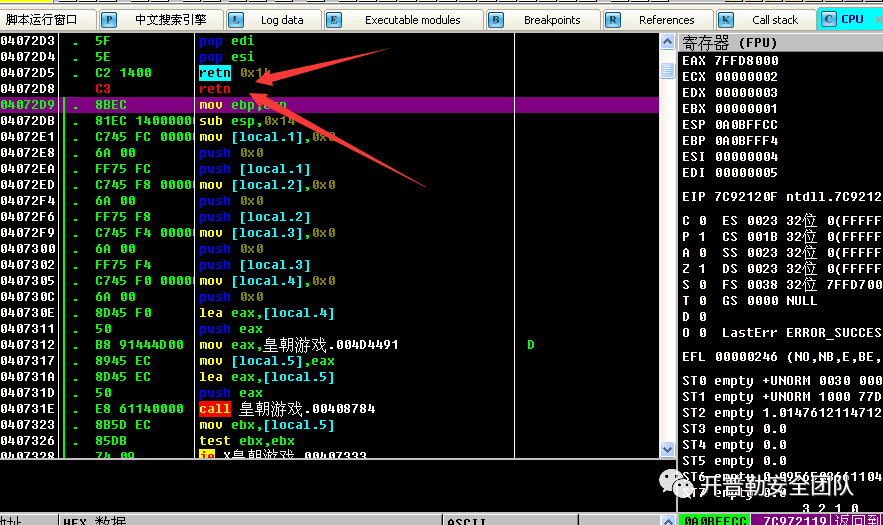 脚本运行窗口 P 中文搜索引擎 L Log data E Executable modules B Breakpoints R References K Call stack C CPU
04072D3 . 5F pop edi
04072D4 . 5E pop esi
04072D5 . C2 1400 retn 0x14
04072D8 C3 retn
04072D9 . 8BEC mov ebp,esp
04072DB . 81EC 14000000 sub esp,0x14
04072E1 . C745 FC 0000 mov [local.1],0x0
04072E8 . 6A 00 push 0x0
04072EA . FF75 FC push [local.1]
04072ED . C745 F8 0000 mov [local.2],0x0
04072F4 . 6A 00 push 0x0
04072F6 . FF75 F8 push [local.2]
04072F9 . C745 F4 0000 mov [local.3],0x0
0407300 . 6A 00 push 0x0
0407302 . FF75 F4 push [local.3]
0407305 . C745 F0 0000 mov [local.4],0x0
040730C . 6A 00 push 0x0
040730E . 8D45 F0 lea eax,[local.4]
0407311 . 50 push eax
0407312 . B8 91444D00 mov eax,皇朝游戏.004D4491 D
0407317 . 8945 EC mov [local.5],eax
040731A . 8D45 EC lea eax,[local.5]
040731D . 50 push eax
040731E . E8 61140000 call 皇朝游戏.00408784
0407323 . 8B5D EC mov ebx,[local.5]
0407326 . 85DB test ebx,ebx
0407328 . 74 09 je X皇朝游戏.00407333
寄存器 (FPU)
EAX 7FFD8000
ECX 00000002
EDX 00000003
EBX 00000001
ESP 0A0BFFCC
EBP 0A0BFFF4
ESI 00000004
EDI 00000005
EIP 7C92120F ntdll.7C9212
C 0 ES 0023 32位 0(FFFFF
P 1 CS 001B 32位 0(FFFFF
A 0 SS 0023 32位 0(FFFFF
Z 1 DS 0023 32位 0(FFFFF
S 0 FS 0038 32位 7FFD700
T 0 GS 0000 NULL
D 0
O 0 LastErr ERROR_SUCCES
EFL 00000246 (NO,NB,E,BE,
ST0 empty +UNORM 0030 000
ST1 empty +UNORM 1000 77D
ST2 empty 1.0147612114712
ST3 empty 0.0
ST4 empty 0.0
ST5 empty 0.0
ST6
开普勒安全团队
3 2 1 0
地址 HEX 数据 ASCII
0A0BFFCC 7C972119 返回到